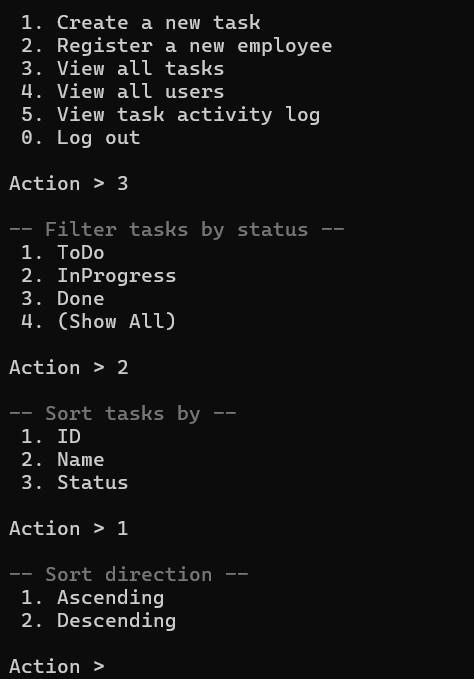 1. Create a new task
2. Register a new employee
3. View all tasks
4. View all users
5. View task activity log
0. Log out
Action > 3
-- Filter tasks by status --
1. ToDo
2. InProgress
3. Done
4. (Show All)
Action > 2
-- Sort tasks by --
1. ID
2. Name
3. Status
Action > 1
-- Sort direction --
1. Ascending
2. Descending
Action >